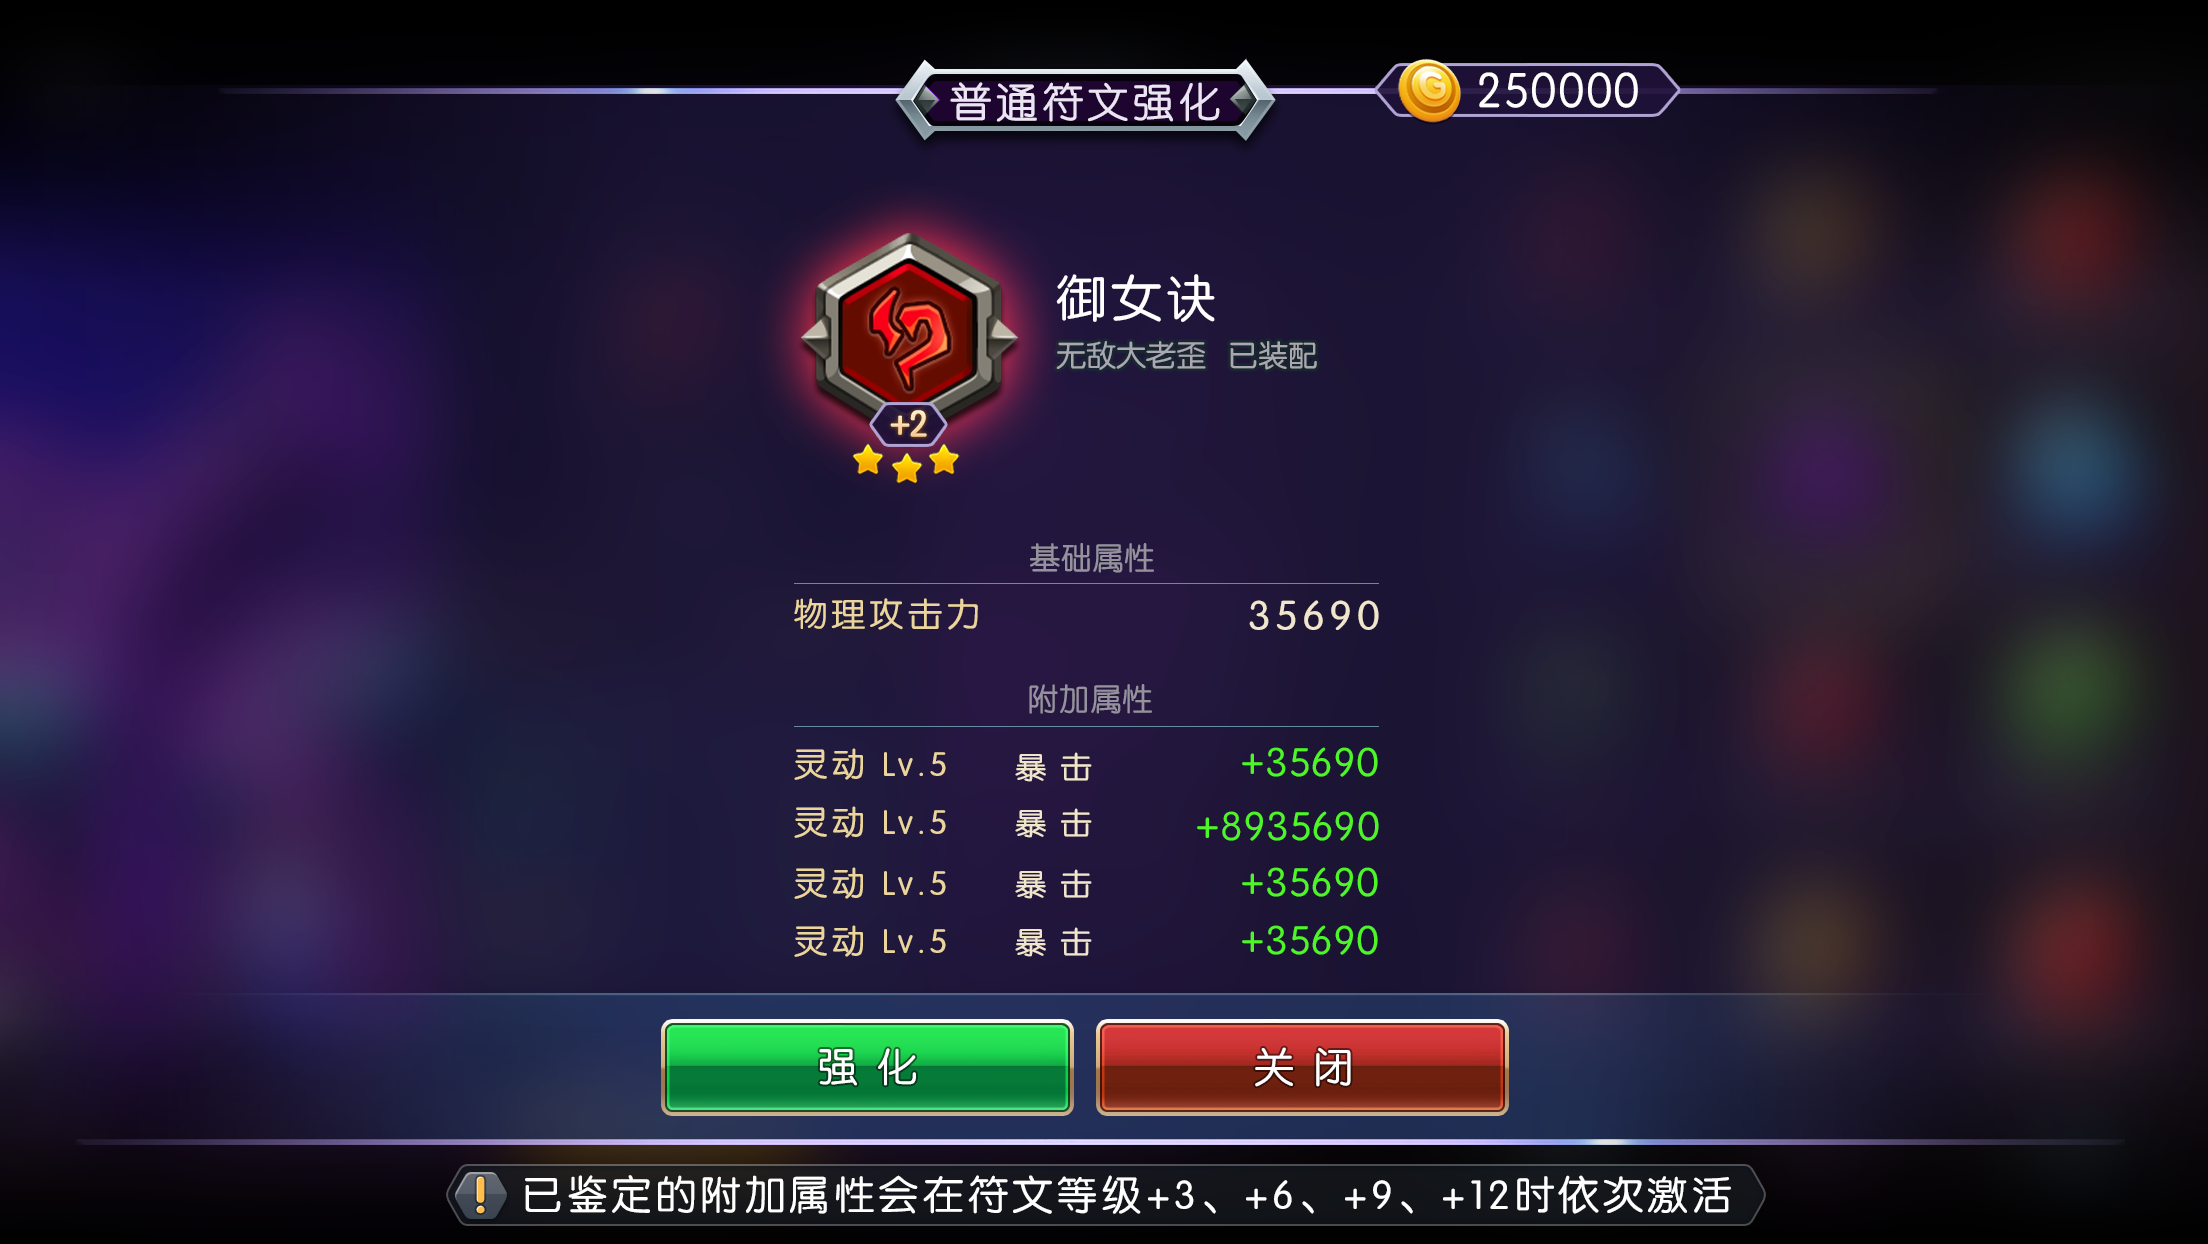 普通符文强化
250000
御女诀
无敌大老歪 已装配
+2
基础属性
物理攻击力 35690
附加属性
灵动 Lv.5 暴击 +35690
灵动 Lv.5 暴击 +8935690
灵动 Lv.5 暴击 +35690
灵动 Lv.5 暴击 +35690
强化 关闭
已鉴定的附加属性会在符文等级+3、+6、+9、+12时依次激活